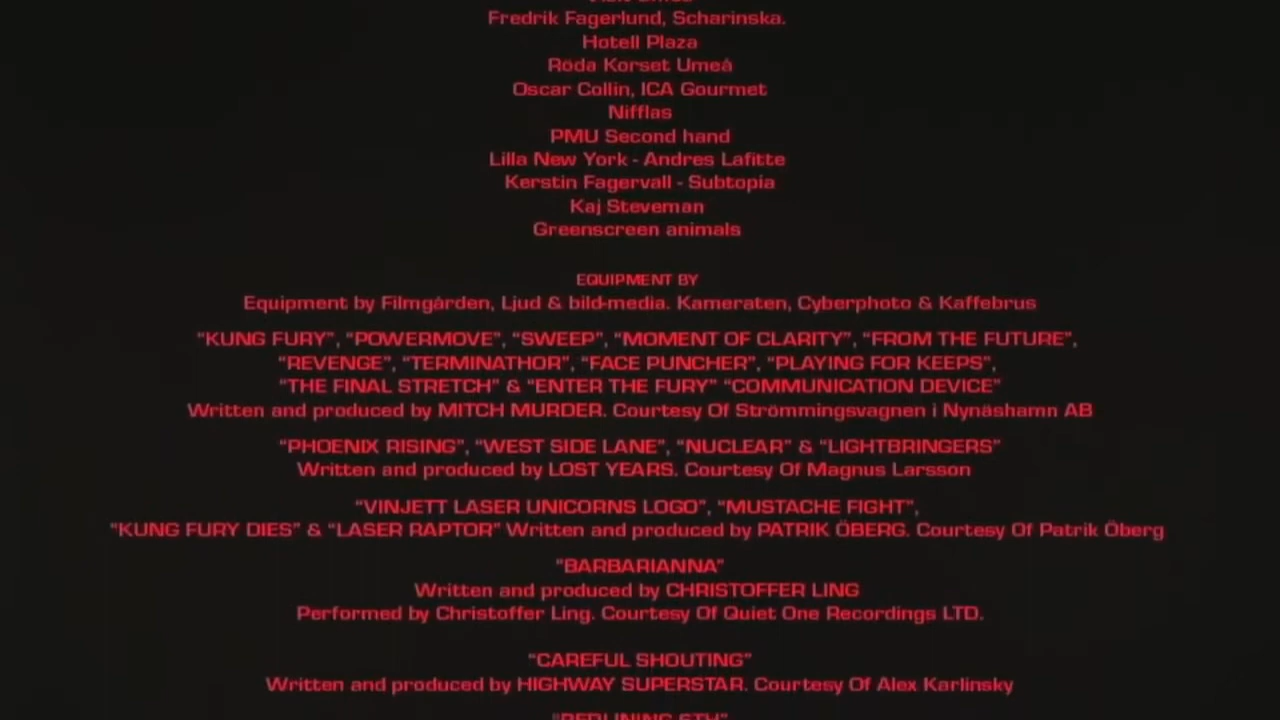 Fredrik Fagerlund, Scharinska.
Hotell Plaza
Röda Korset Umeå
Oscar Collin, ICA Gourmet
Nifflas
PMU Second hand
Lilla New York - Andres Lafitte
Kerstin Fagervall - Subtopia
Kaj Steveman
Greenscreen animals
EQUIPMENT BY
Equipment by Filmgården, Ljud & bild-media. Kameraten, Cyberphoto & Kaffebrus
“KUNG FURY”, “POWERMOVE”, “SWEEP”, “MOMENT OF CLARITY”, “FROM THE FUTURE”,
“REVENGE”, “TERMINATHOR”, “FACE PUNCHER”, “PLAYING FOR KEEPS”,
“THE FINAL STRETCH” & “ENTER THE FURY” “COMMUNICATION DEVICE”
Written and produced by MITCH MURDER. Courtesy Of Strömmingsvagnen i Nynäshamn AB
“PHOENIX RISING”, “WEST SIDE LANE”, “NUCLEAR” & “LIGHTBRINGERS”
Written and produced by LOST YEARS. Courtesy Of Magnus Larsson
“VINJETT LASER UNICORNS LOGO”, “MUSTACHE FIGHT”,
“KUNG FURY DIES” & “LASER RAPTOR” Written and produced by PATRIK ÖBERG. Courtesy Of Patrik Öberg
“BARBARIANNA”
Written and produced by CHRISTOFFER LING
Performed by Christoffer Ling. Courtesy Of Quiet One Recordings LTD.
“CAREFUL SHOUTING”
Written and produced by HIGHWAY SUPERSTAR. Courtesy Of Alex Karlinsky